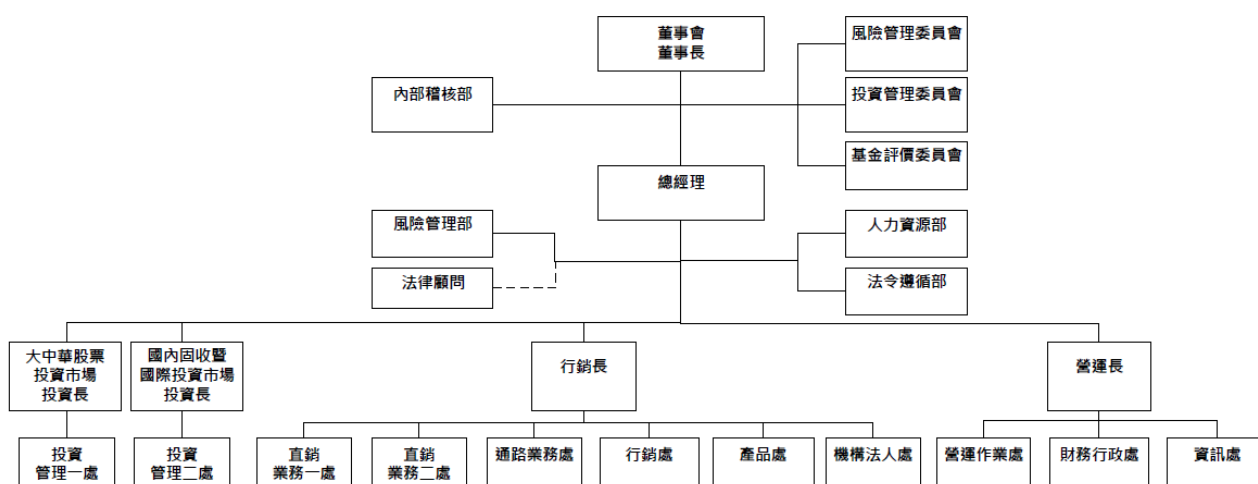 董事會
董事長
風險管理委員會
內部稽核部
投資管理委員會
基金評價委員會
總經理
風險管理部
人力資源部
法律顧問
法令遵循部
大中華股票
投資市場
投資長
國內固收暨
國際投資市場
投資長
行銷長
營運長
投資
管理一處
投資
管理二處
直銷
業務一處
直銷
業務二處
通路業務處
行銷處
產品處
機構法人處
營運作業處
財務行政處
資訊處